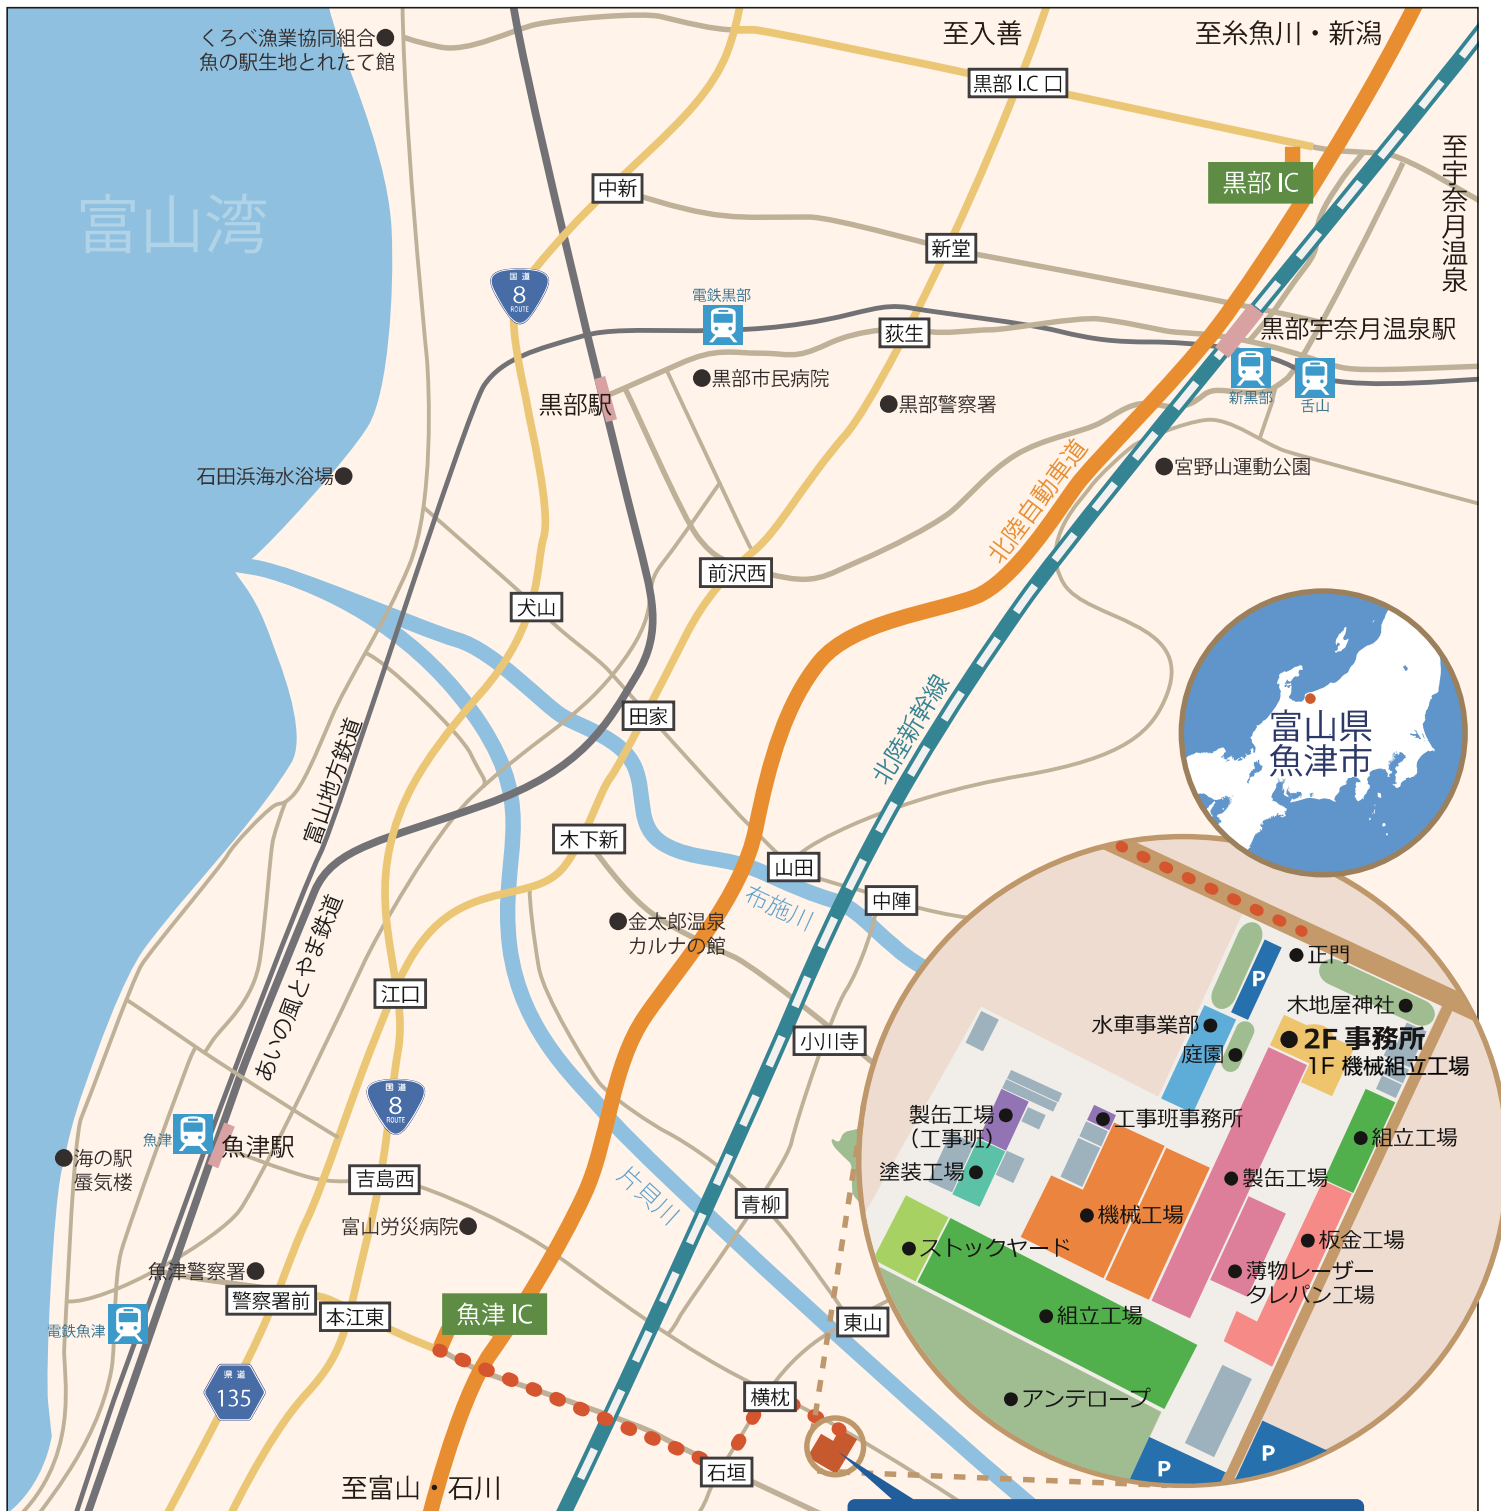 くろべ漁業協同組合
魚の駅生地とれたて館
至入善
至糸魚川・新潟
黒部 I.C 口
至宇奈月温泉
黒部 IC
中新
富山湾
新堂
国道
8
ROUTE
電鉄黒部
荻生
黒部宇奈月温泉駅
黒部市民病院
新黒部
舌山
黒部駅
黒部警察署
石田浜海水浴場
宮野山運動公園
北陸自動車道
前沢西
犬山
田家
北陸新幹線
富山県
魚津市
富山地方鉄道
木下新
山田
布施川
中陣
金太郎温泉
カルナの館
あいの風とやま鉄道
江口
小川寺
正門
P
木地屋神社
水車事業部
2F 事務所
庭園
1F 機械組立工場
国道
8
ROUTE
製缶工場
（工事班）
工事班事務所
組立工場
魚津
魚津駅
海の駅
蜃気楼
塗装工場
製缶工場
吉島西
片貝川
青柳
機械工場
富山労災病院
ストックヤード
板金工場
魚津警察署
薄物レーザー
タレパン工場
警察署前
本江東
魚津 IC
組立工場
東山
電鉄魚津
県道
135
横枕
アンテロープ
石垣
P
P
至富山・石川